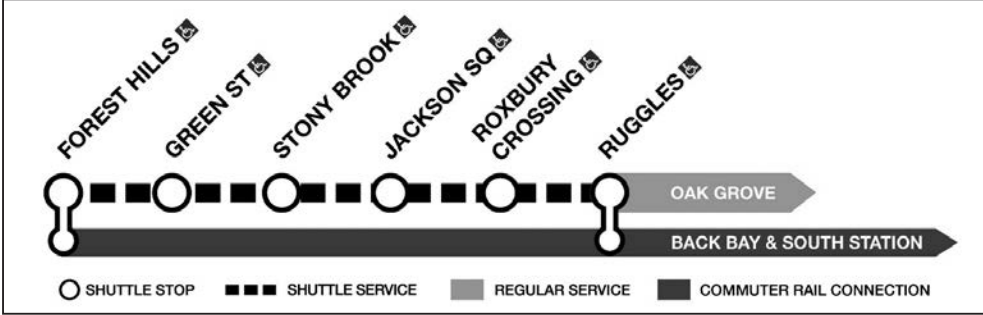 FOREST HILLS
GREEN ST
STONY BROOK
JACKSON SQ
ROXBURY
CROSSING
RUGGLES
OAK GROVE
BACK BAY & SOUTH STATION
SHUTTLE STOP
SHUTTLE SERVICE
REGULAR SERVICE
COMMUTER RAIL CONNECTION